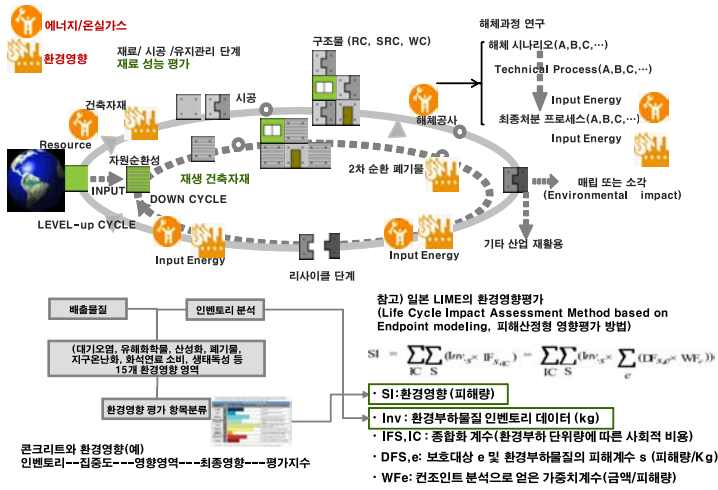 에너지/온실가스
환경영향
재료/ 시공 /유지관리 단계
재료 성능 평가
구조물 (RC, SRC, WC)
해체과정 연구
해체 시나리오(A,B,C,…)
Technical Process(A,B,C,…)
Input Energy
최종처분 프로세스(A,B,C,…)
Input Energy
건축자재
시공
해체공사
Resource
자원순환성
재생 건축자재
2차 순환 폐기물
INPUT
DOWN CYCLE
매립 또는 소각
(Environmental impact)
LEVEL-up CYCLE
Input Energy
Input Energy
기타 산업 재활용
리사이클 단계
배출물질
인벤토리 분석
(대기오염, 유해화학물, 산성화, 폐기물,
지구온난화, 화석연료 소비, 생태독성 등
15개 환경영향 영역
환경영향 평가 항목분류
콘크리트와 환경영향(예)
인벤토리--집중도---영향영역---최종영향---평가지수
참고) 일본 LIME의 환경영향평가
(Life Cycle Impact Assessment Method based on
Endpoint modeling, 피해산정형 영향평가 방법)
SI = ∑IC ∑S (Inv.s × IFs,IC) = ∑IC ∑S (Inv.s × ∑e (DFs,e × WFe))
· SI:환경영향 (피해량)
· Inv : 환경부하물질 인벤토리 데이터 (kg)
· IFS,IC : 종합화 계수(환경부하 단위량에 따른 사회적 비용)
· DFS,e: 보호대상 e 및 환경부하물질의 피해계수 s (피해량/Kg)
· WFe: 컨조인트 분석으로 얻은 가중치계수(금액/피해량)